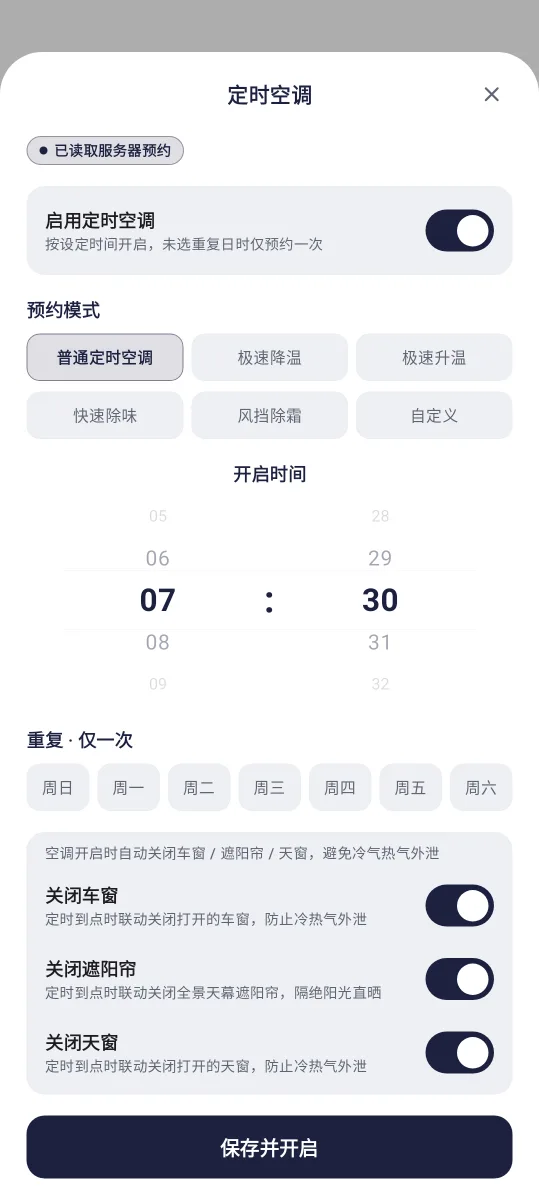 定时空调
已读取服务器预约
启用定时空调
按设定时间开启，未选重复日时仅预约一次
预约模式
普通定时空调 极速降温 极速升温
快速除味 风挡除霜 自定义
开启时间
05 28
06 29
07 : 30
08 31
09 32
重复 · 仅一次
周日 周一 周二 周三 周四 周五 周六
空调开启时自动关闭车窗 / 遮阳帘 / 天窗，避免冷气热气外泄
关闭车窗
定时到点时联动关闭打开的车窗，防止冷热气外泄
关闭遮阳帘
定时到点时联动关闭全景天幕遮阳帘，隔绝阳光直晒
关闭天窗
定时到点时联动关闭打开的天窗，防止冷热气外泄
保存并开启